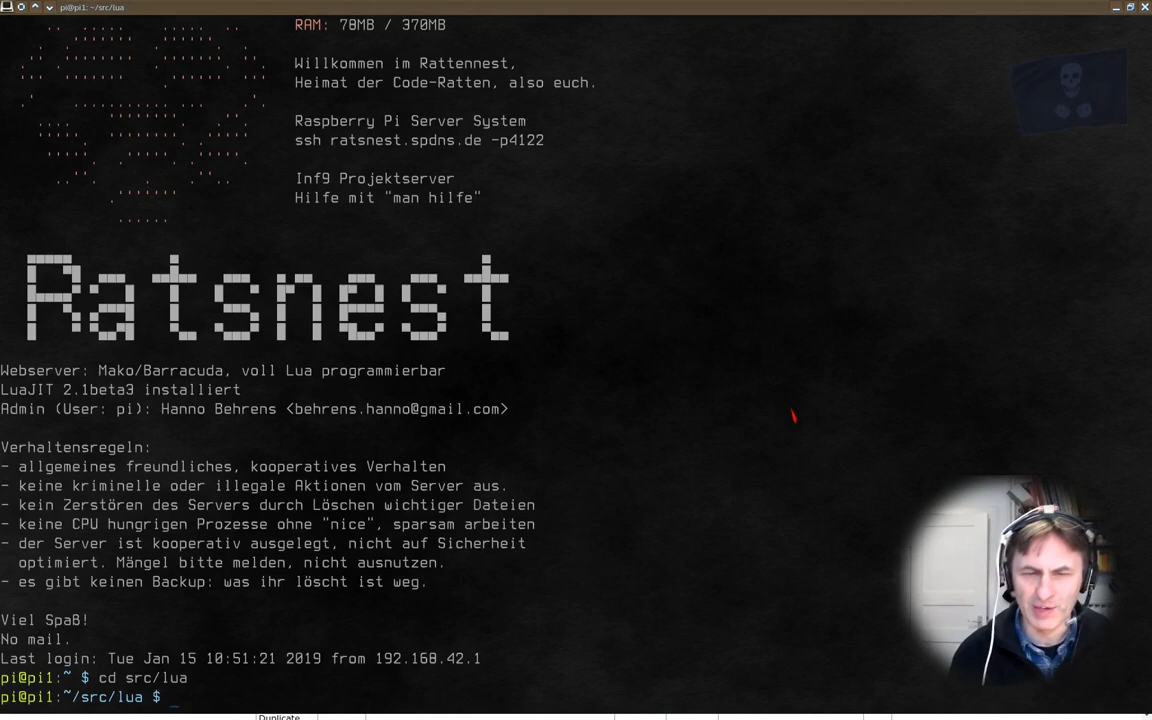 pi@pi1: ~/src/lua
RAM: 78MB / 370MB
Willkommen im Rattennest,
Heimat der Code-Ratten, also euch.
Raspberry Pi Server System
ssh ratsnest.spdns.de -p4122
Inf9 Projektserver
Hilfe mit "man hilfe"
Ratsnest
Webserver: Mako/Barracuda, voll Lua programmierbar
LuaJIT 2.1beta3 installiert
Admin (User: pi): Hanno Behrens <behrens.hanno@gmail.com>
Verhaltensregeln:
- allgemeines freundliches, kooperatives Verhalten
- keine kriminelle oder illegale Aktionen vom Server aus.
- kein Zerstören des Servers durch Löschen wichtiger Dateien
- keine CPU hungrigen Prozesse ohne "nice", sparsam arbeiten
- der Server ist kooperativ ausgelegt, nicht auf Sicherheit
optimiert. Mängel bitte melden, nicht ausnutzen.
- es gibt keinen Backup: was ihr löscht ist weg.
Viel Spaß!
No mail.
Last login: Tue Jan 15 10:51:21 2019 from 192.168.42.1
pi@pi1:~ $ cd src/lua
pi@pi1:~/src/lua $ _
Duplicate